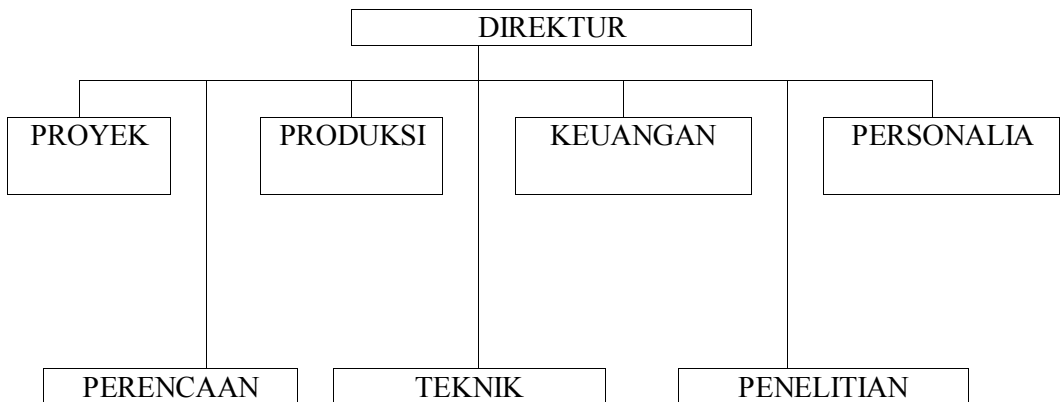 DIREKTUR
PROYEK
PRODUKSI
KEUANGAN
PERSONALIA
PERENCAAN
TEKNIK
PENELITIAN